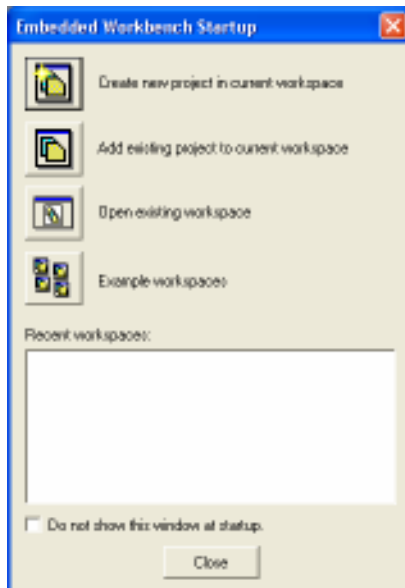 Embedded Workbench Startup
Create new project in current workspace
Add existing project to current workspace
Open existing workspace
Example workspaces
Recent workspaces:
Do not show this window at startup.
Close